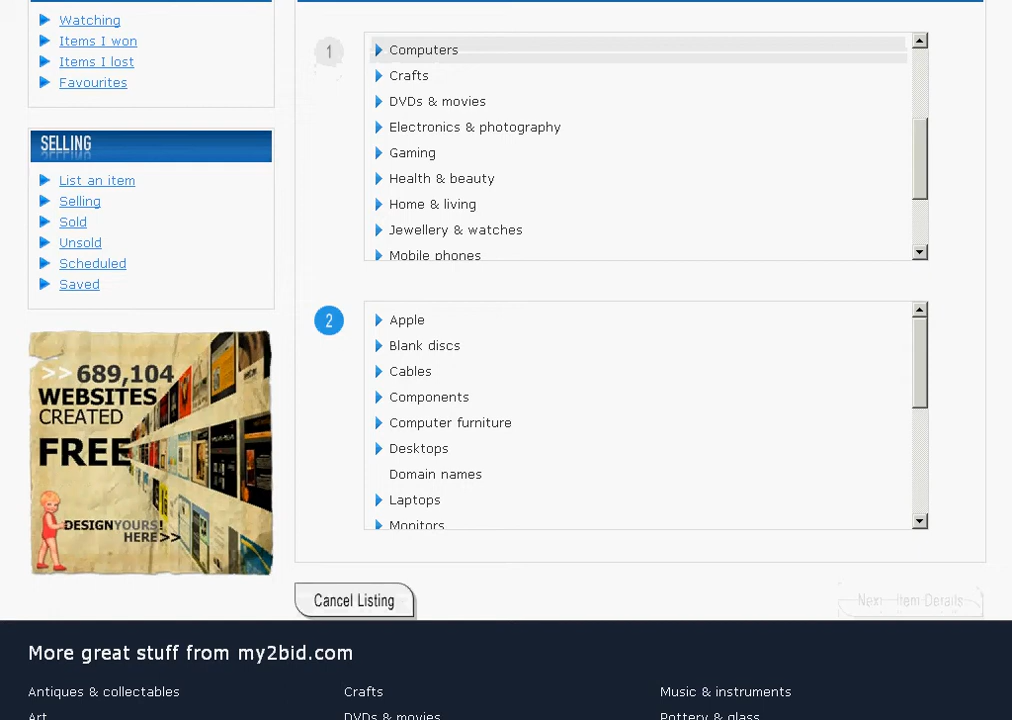 Watching
Items I won
Items I lost
Favourites
SELLING
List an item
Selling
Sold
Unsold
Scheduled
Saved
>> 689,104
WEBSITES
CREATED
FREE
DESIGNYOURS!
HERE>>
1
Computers
Crafts
DVDs & movies
Electronics & photography
Gaming
Health & beauty
Home & living
Jewellery & watches
Mobile phones
2
Apple
Blank discs
Cables
Components
Computer furniture
Desktops
Domain names
Laptops
Monitors
Cancel Listing
Next Item Details
More great stuff from my2bid.com
Antiques & collectables
Crafts
Music & instruments
Art
DVDs & movies
Pottery & glass